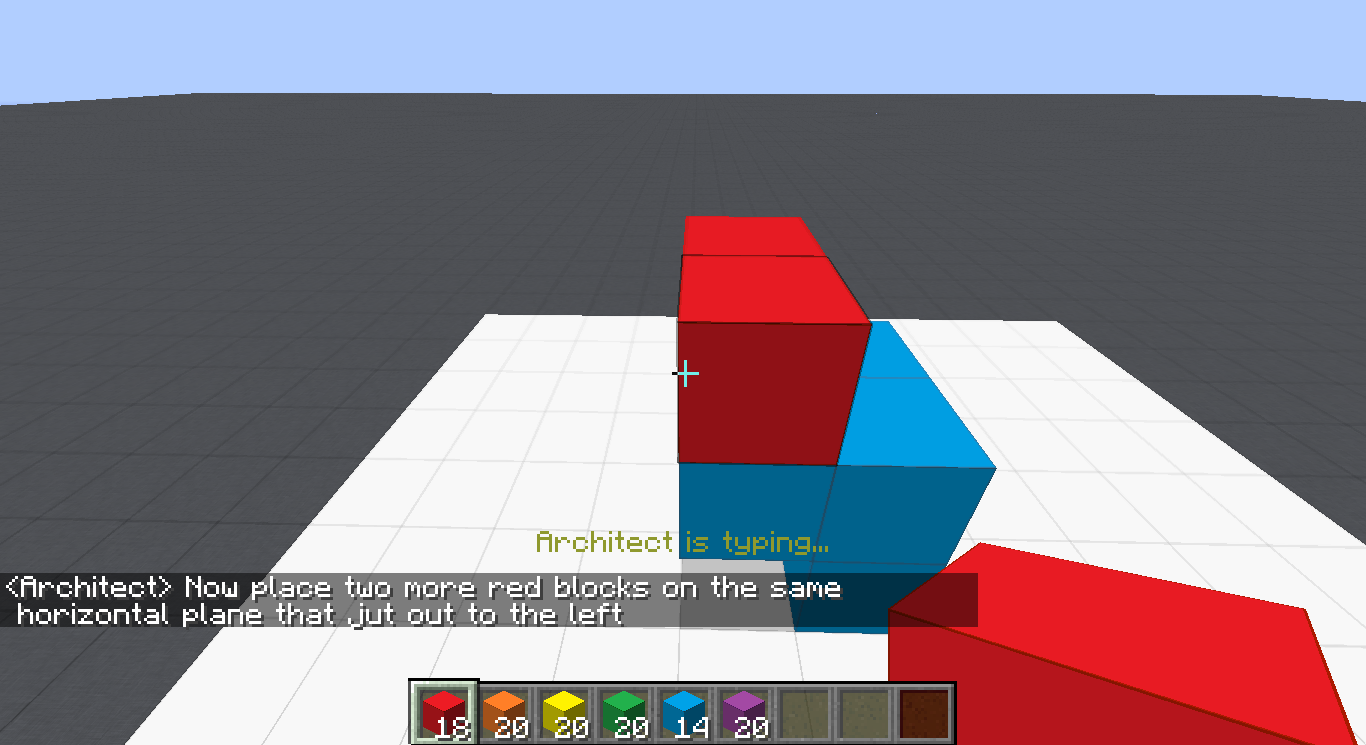 Architect is typing...
<Architect> Now place two more red blocks on the same
horizontal plane that jut out to the left
18 20 20 20 14 20